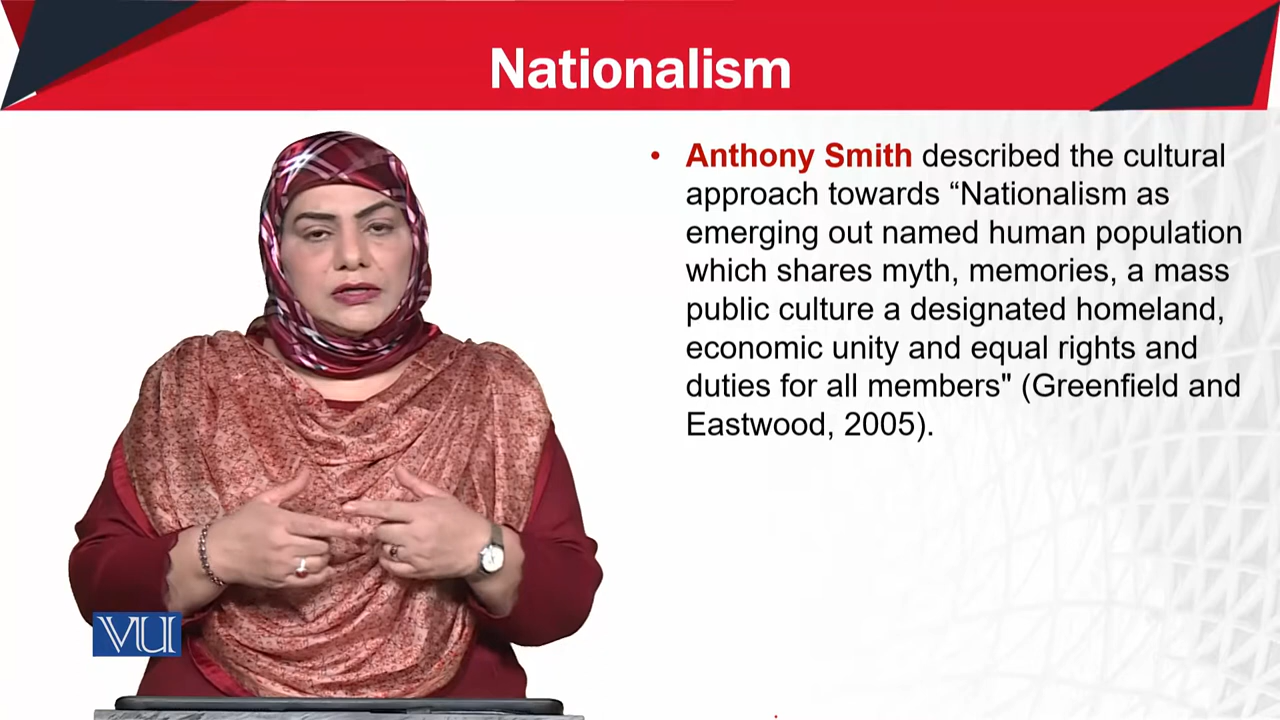 Nationalism
• Anthony Smith described the cultural
approach towards “Nationalism as
emerging out named human population
which shares myth, memories, a mass
public culture a designated homeland,
economic unity and equal rights and
duties for all members" (Greenfield and
Eastwood, 2005).
VU